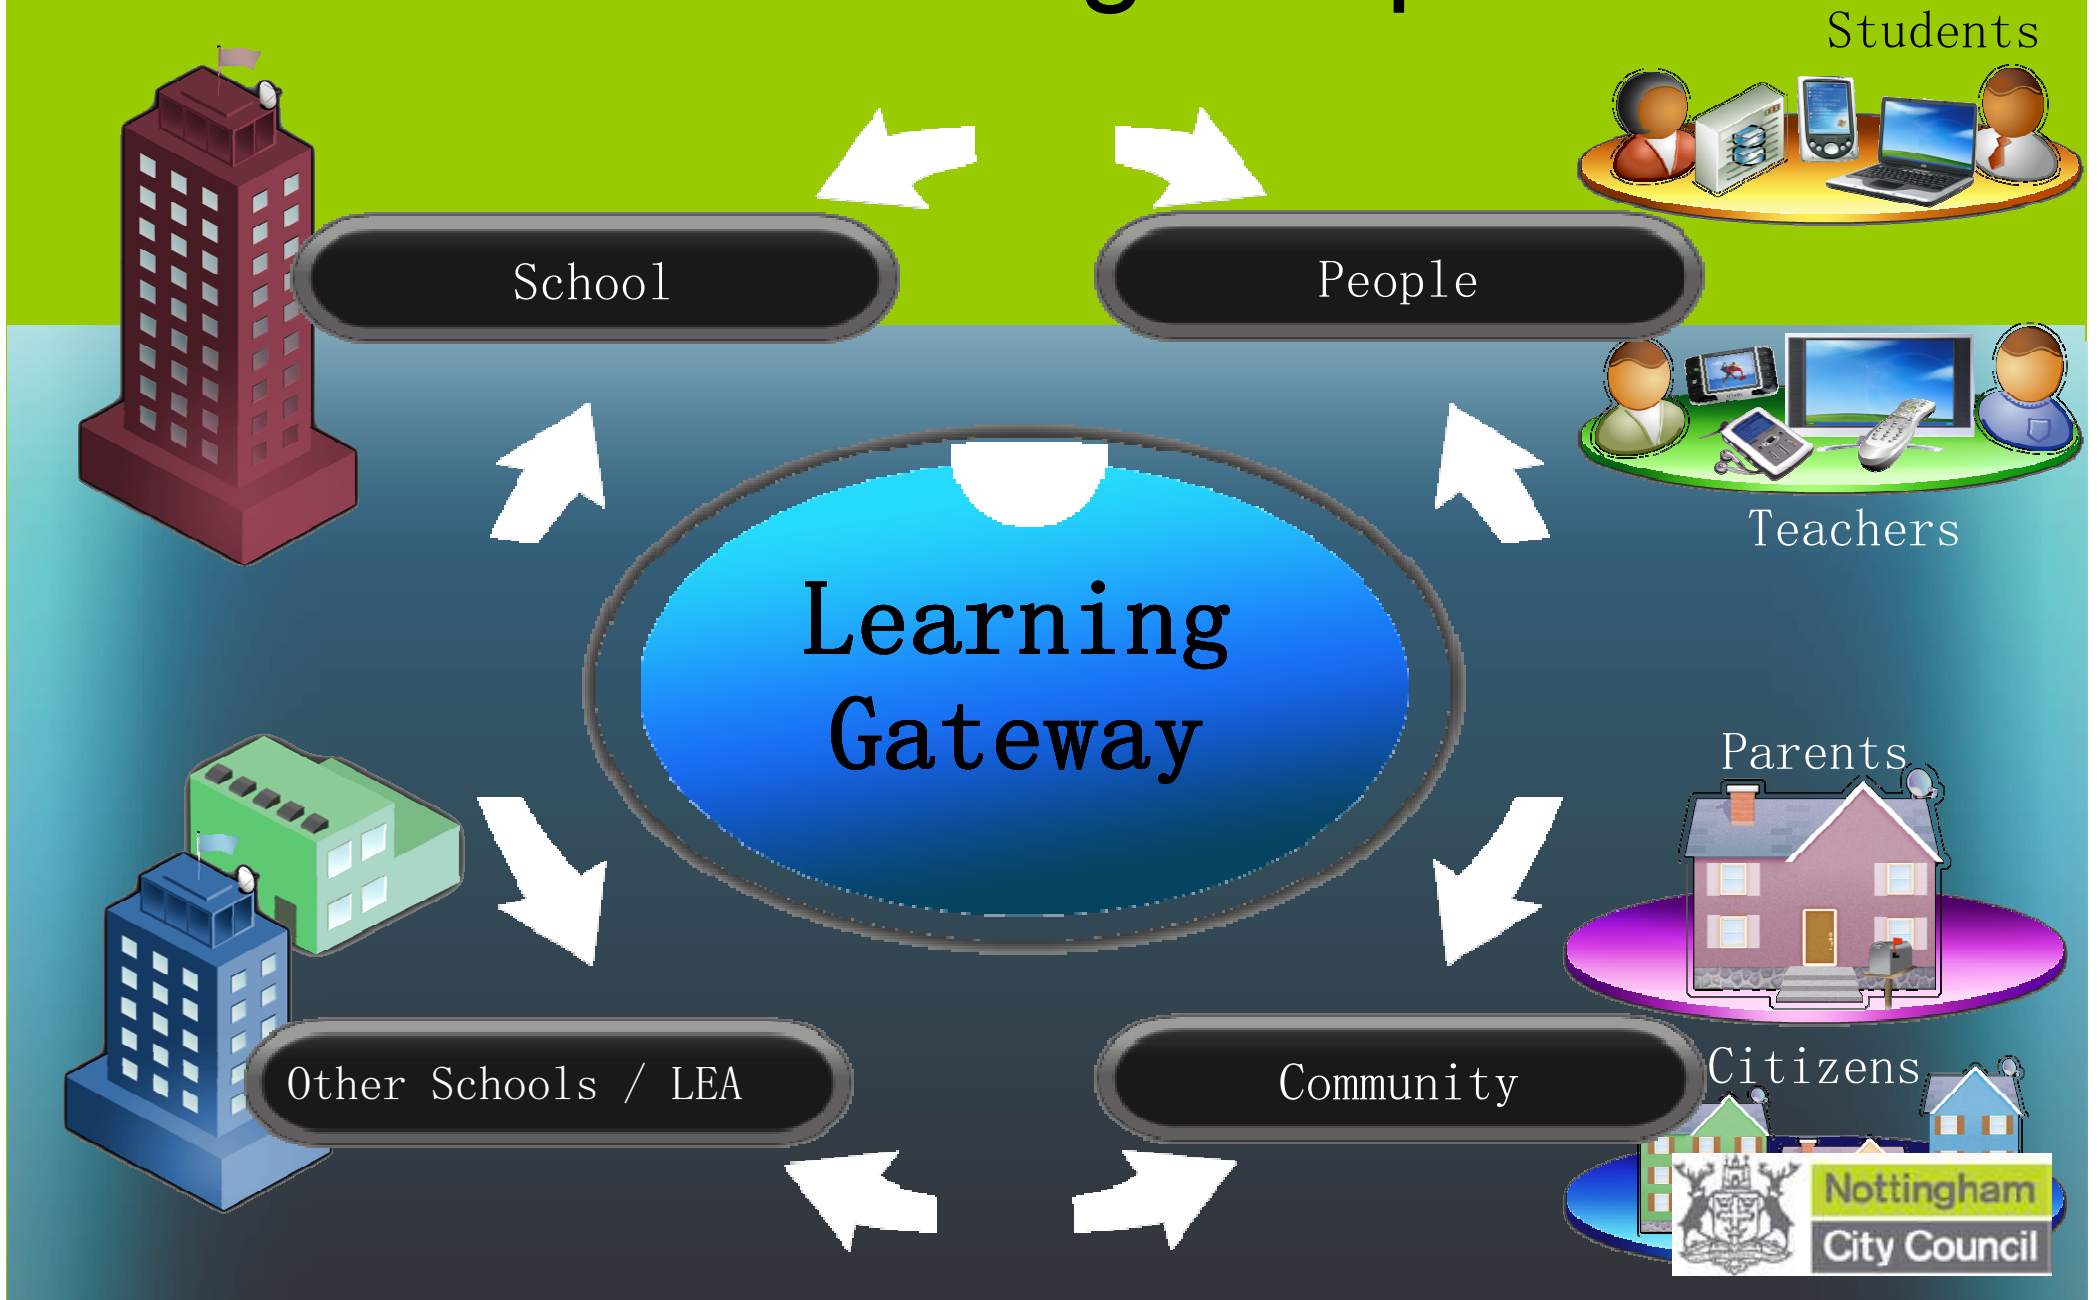 Students
School
People
Teachers
Learning
Gateway
Parents
Other Schools / LEA
Community
Citizens
Nottingham
City Council